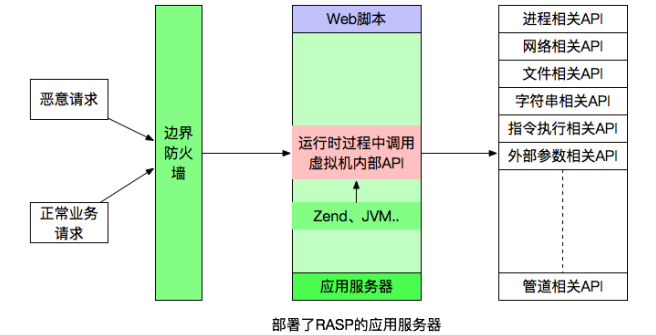 恶意请求
正常业务
请求
边界
防火
墙
Web脚本
运行时过程中调用
虚拟机内部API
Zend、JVM..
应用服务器
进程相关API
网络相关API
文件相关API
字符串相关API
指令执行相关API
外部参数相关API
管道相关API
部署了RASP的应用服务器